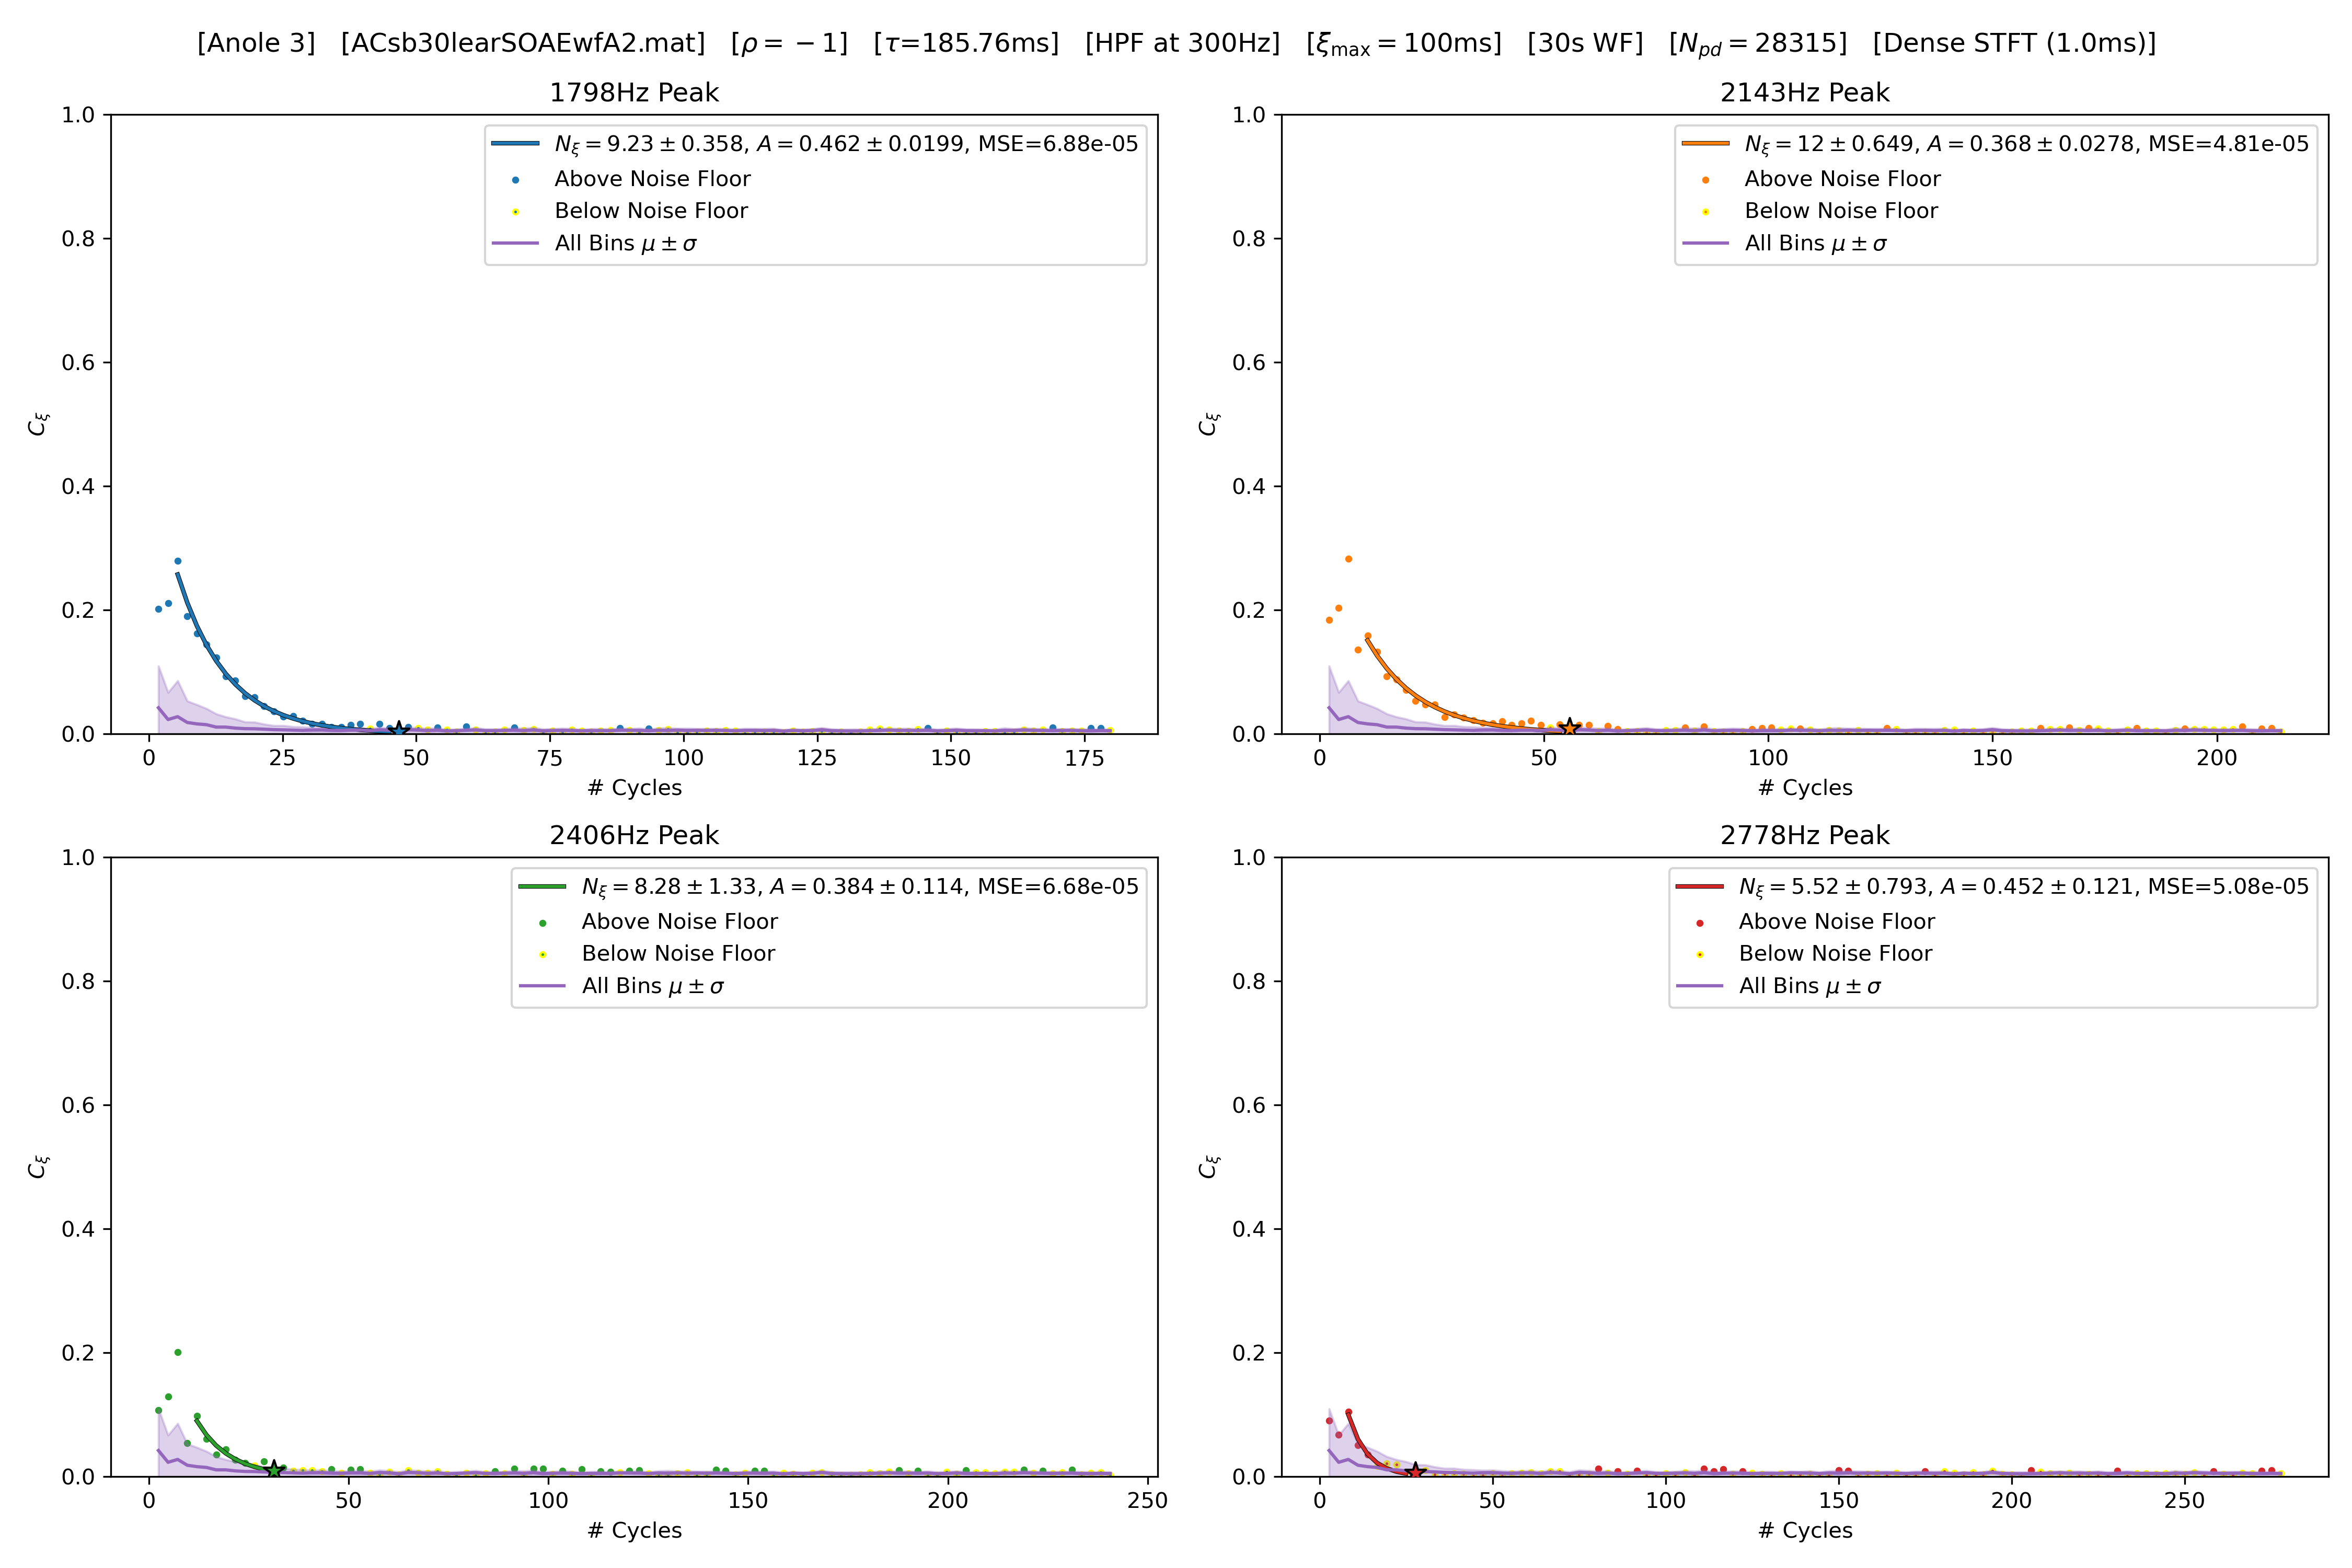 [Anole 3] [ACsb30learSOAEwfA2.mat] [ρ = −1] [τ=185.76ms] [HPF at 300Hz] [ξmax = 100ms] [30s WF] [Npd = 28315] [Dense STFT (1.0ms)]
1798Hz Peak
Nξ = 9.23 ± 0.358, A = 0.462 ± 0.0199, MSE=6.88e-05
Above Noise Floor
Below Noise Floor
All Bins μ ± σ
1.0
0.8
0.6
0.4
0.2
0.0
Cξ
0 25 50 75 100 125 150 175
# Cycles
2143Hz Peak
Nξ = 12 ± 0.649, A = 0.368 ± 0.0278, MSE=4.81e-05
Above Noise Floor
Below Noise Floor
All Bins μ ± σ
1.0
0.8
0.6
0.4
0.2
0.0
Cξ
0 50 100 150 200
# Cycles
2406Hz Peak
Nξ = 8.28 ± 1.33, A = 0.384 ± 0.114, MSE=6.68e-05
Above Noise Floor
Below Noise Floor
All Bins μ ± σ
1.0
0.8
0.6
0.4
0.2
0.0
Cξ
0 50 100 150 200 250
# Cycles
2778Hz Peak
Nξ = 5.52 ± 0.793, A = 0.452 ± 0.121, MSE=5.08e-05
Above Noise Floor
Below Noise Floor
All Bins μ ± σ
1.0
0.8
0.6
0.4
0.2
0.0
Cξ
0 50 100 150 200 250
# Cycles